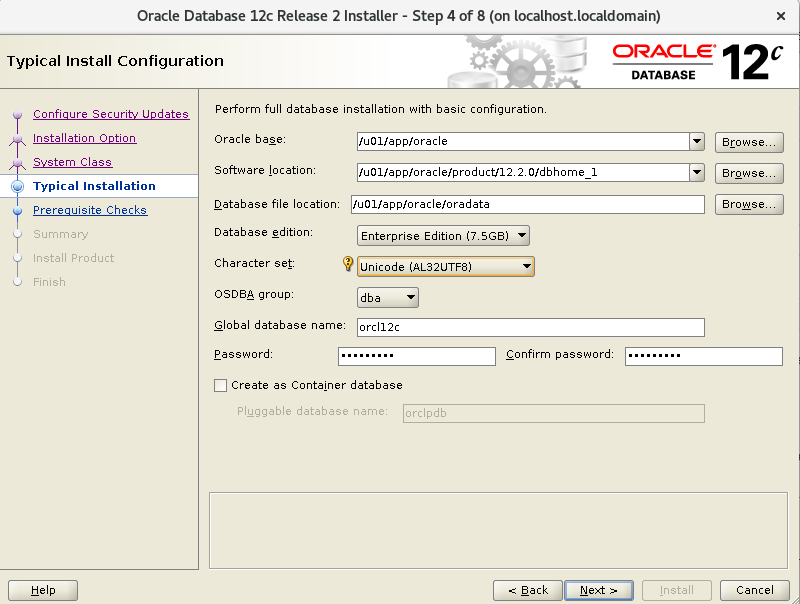 Oracle Database 12c Release 2 Installer - Step 4 of 8 (on localhost.localdomain) ×
Typical Install Configuration
ORACLE®
DATABASE 12c
Configure Security Updates
Installation Option
System Class
Typical Installation
Prerequisite Checks
Summary
Install Product
Finish
Perform full database installation with basic configuration.
Oracle base: /u01/app/oracle Browse...
Software location: /u01/app/oracle/product/12.2.0/dbhome_1 Browse...
Database file location: /u01/app/oracle/oradata Browse...
Database edition: Enterprise Edition (7.5GB)
Character set: Unicode (AL32UTF8)
OSDBA group: dba
Global database name: orcl12c
Password: ••••••••• Confirm password: •••••••••
Create as Container database
Pluggable database name: orclpdb
Help < Back Next > Install Cancel